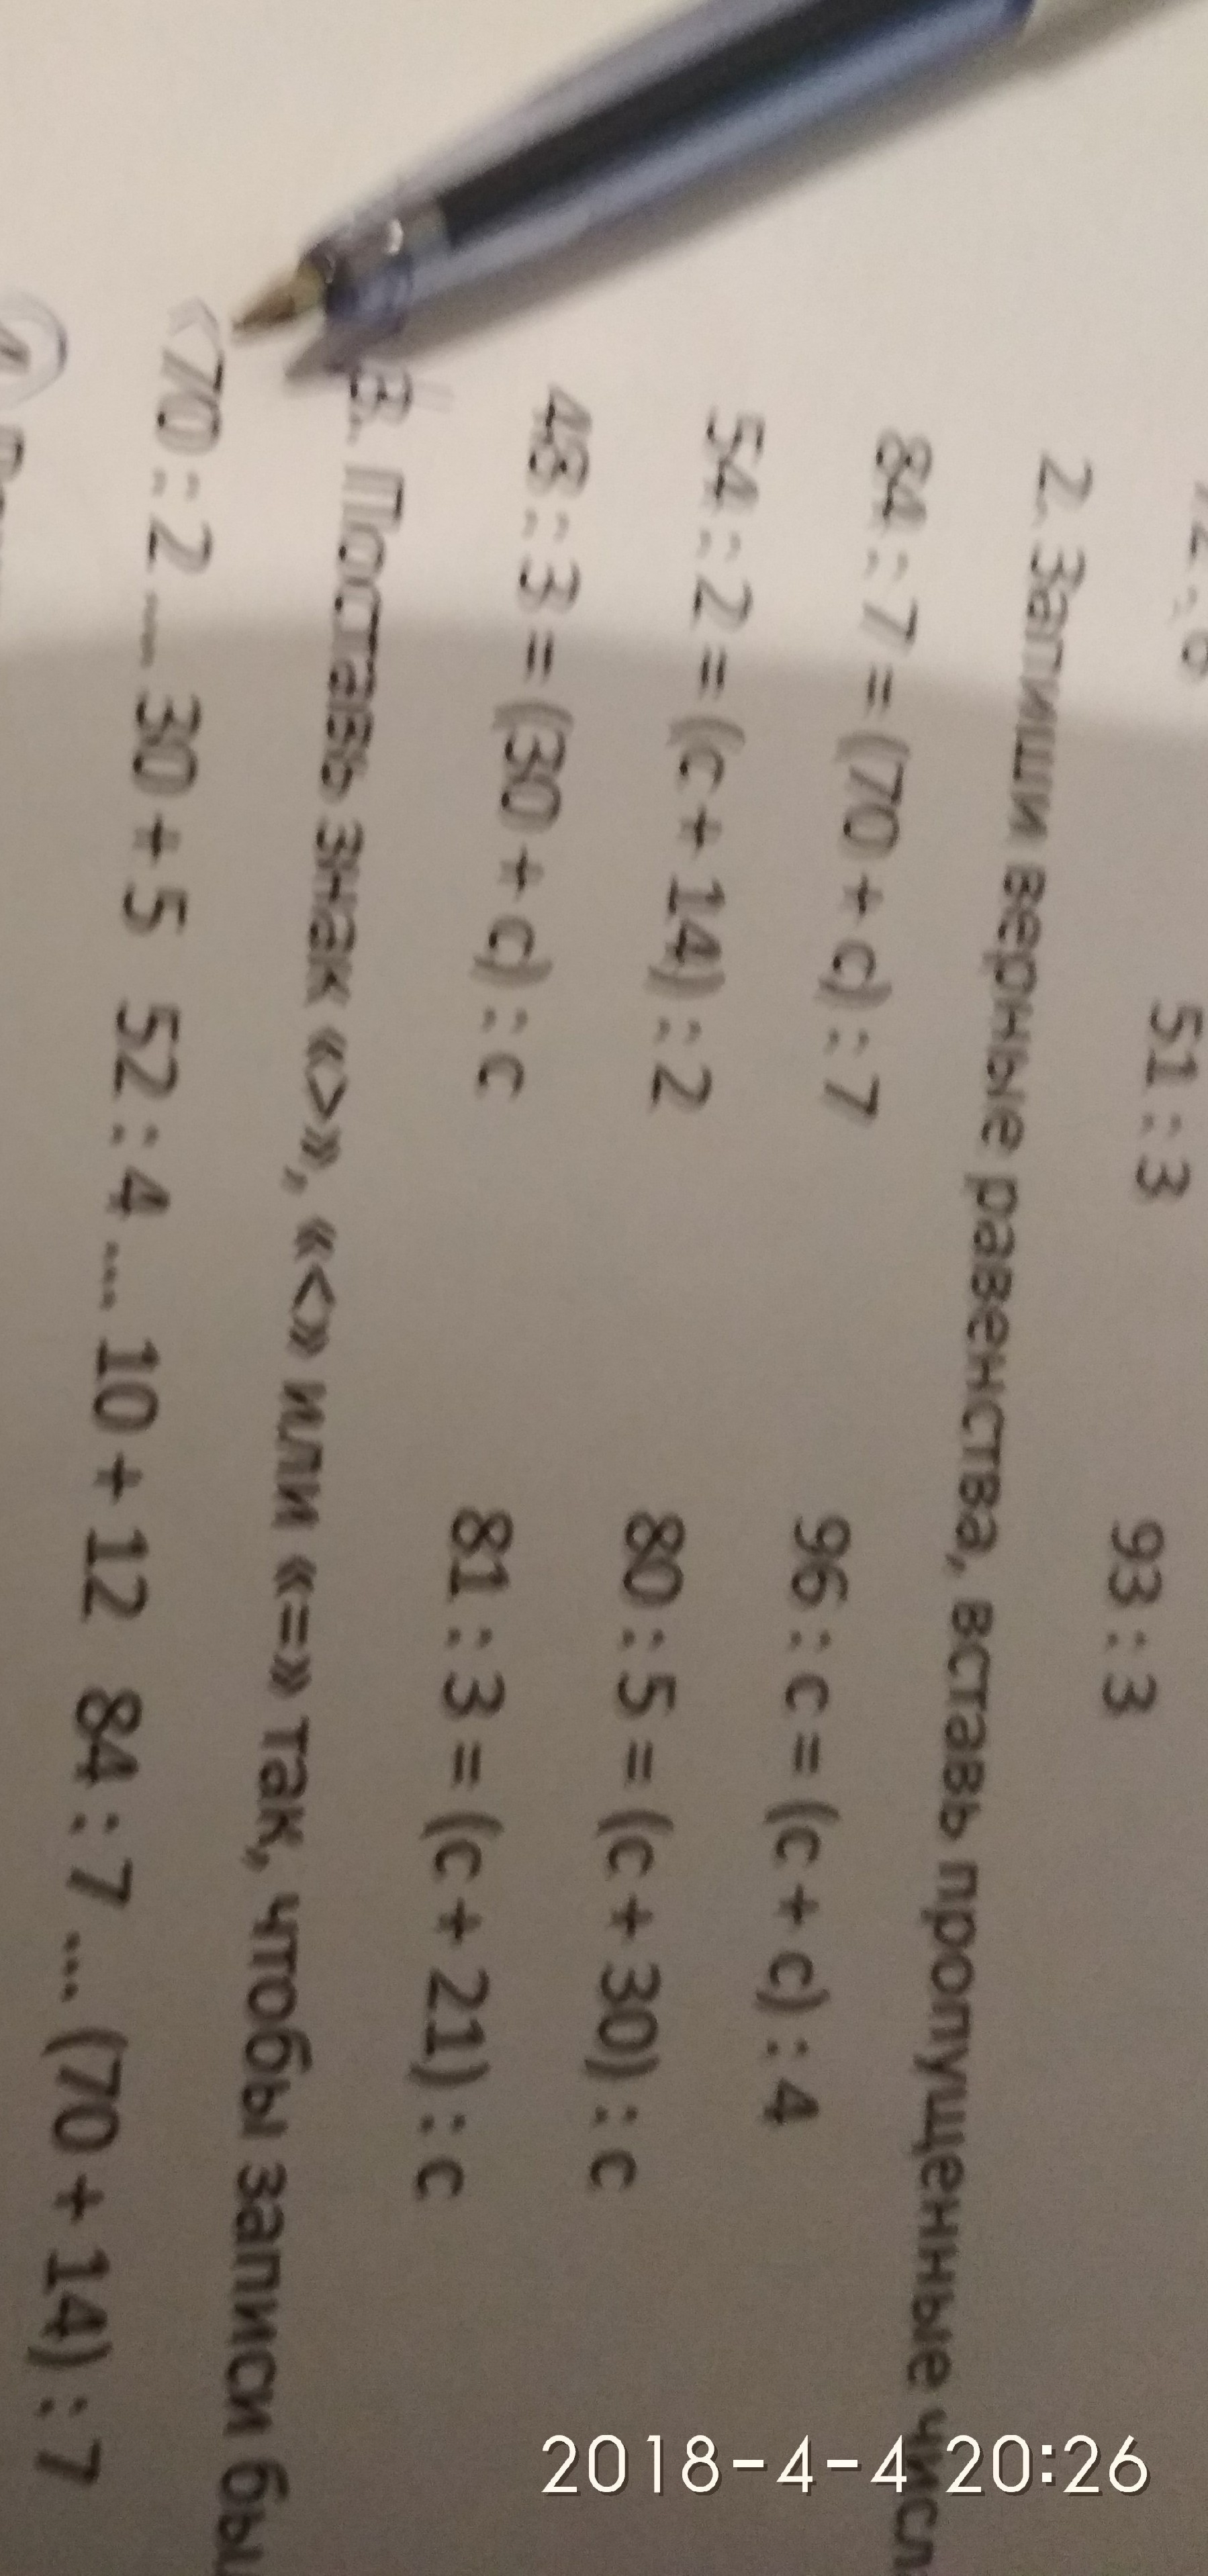 51 : 3 93 : 3
2. Запиши верные равенства, вставь пропущенные
84 : 7 = (70 + c) : 7 96 : c = (c + c) : 4
54 : 2 = (c + 14) : 2 80 : 5 = (c + 30) : c
48 : 3 = (30 + c) : c 81 : 3 = (c + 21) : c
3. Поставь знак «>», «<» или «=» так, чтобы записи
70 : 2 ... 30 + 5 52 : 4 ... 10 + 12 84 : 7 ... (70 + 14) : 7
2018-4-4 20:26